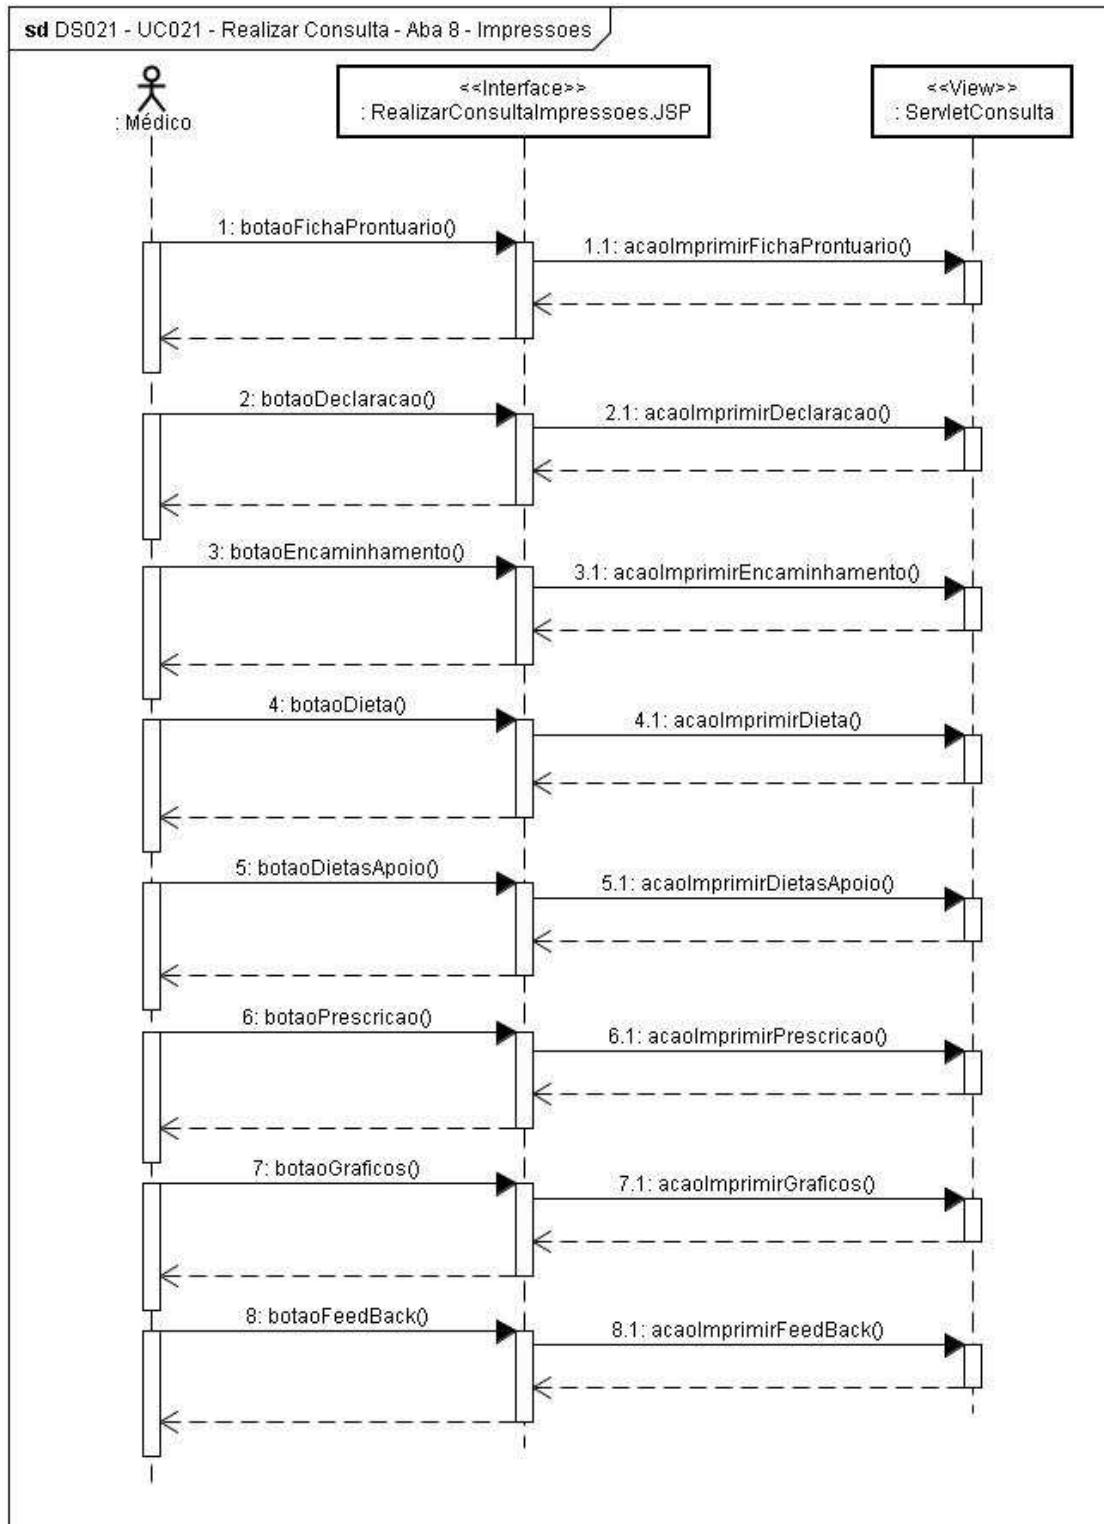 sd DS021 - UC021 - Realizar Consulta - Aba 8 - Impressoes
: Médico
<<Interface>>
: RealizarConsultaImpressoes.JSP
<<View>>
: ServletConsulta
1: botaoFichaProntuario()
1.1: acaoImprimirFichaProntuario()
2: botaoDeclaracao()
2.1: acaoImprimirDeclaracao()
3: botaoEncaminhamento()
3.1: acaoImprimirEncaminhamento()
4: botaoDieta()
4.1: acaoImprimirDieta()
5: botaoDietasApoio()
5.1: acaoImprimirDietasApoio()
6: botaoPrescricao()
6.1: acaoImprimirPrescricao()
7: botaoGraficos()
7.1: acaoImprimirGraficos()
8: botaoFeedBack()
8.1: acaoImprimirFeedBack()